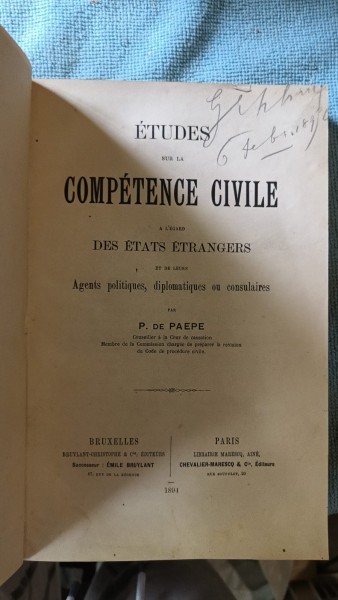 ÉTUDES
SUR LA
COMPÉTENCE CIVILE
A L'ÉGARD
DES ÉTATS ÉTRANGERS
ET DE LEURS
Agents politiques, diplomatiques ou consulaires
PAR
P. DE PAEPE
Conseiller à la Cour de cassation
Membre de la Commission chargée de préparer la révision
du Code de procédure civile.
BRUXELLES
BRUYLANT-CHRISTOPHE & Cie, ÉDITEURS
Successeur : ÉMILE BRUYLANT
67, RUE DE LA RÉGENCE
PARIS
LIBRAIRIE MARESCQ, AINÉ,
CHEVALIER-MARESCQ & Cie, Éditeurs
RUE SOUFFLOT, 20
1894